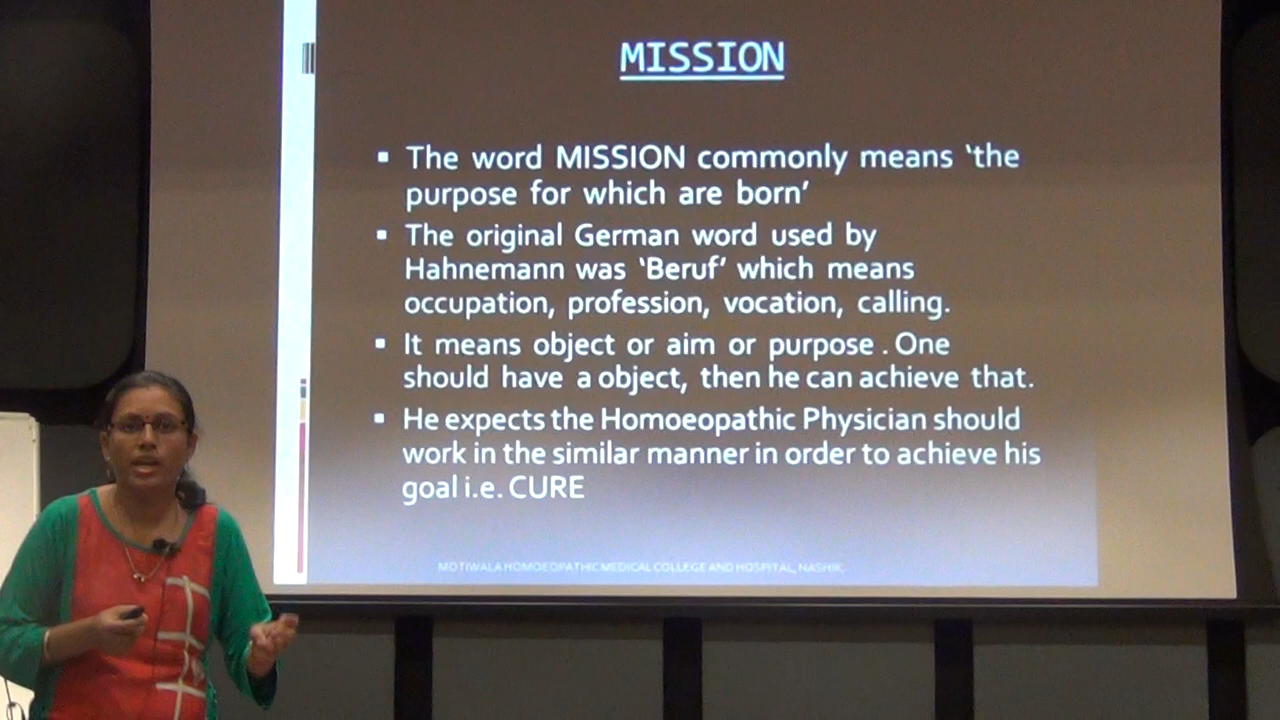 MISSION
The word MISSION commonly means ‘the
purpose for which are born’
The original German word used by
Hahnemann was ‘Beruf’ which means
occupation, profession, vocation, calling.
It means object or aim or purpose . One
should have a object, then he can achieve that.
He expects the Homoeopathic Physician should
work in the similar manner in order to achieve his
goal i.e. CURE
MOTIWALA HOMOEOPATHIC MEDICAL COLLEGE AND HOSPITAL, NASHIK.